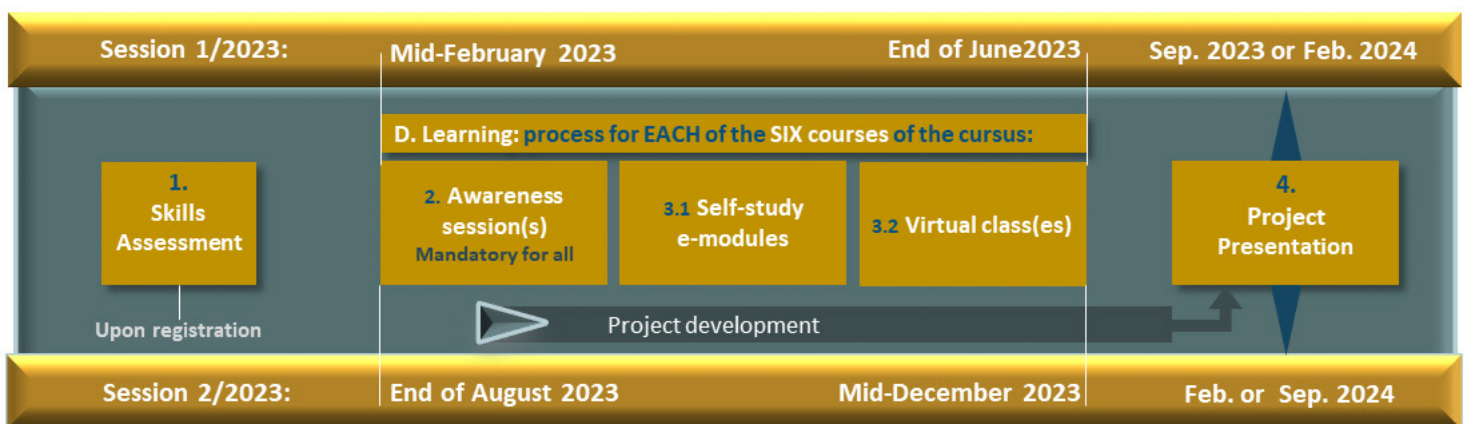 Session 1/2023:
Mid-February 2023
End of June2023
Sep. 2023 or Feb. 2024
D. Learning: process for EACH of the SIX courses of the cursus:
1.
Skills
Assessment
2. Awareness
session(s)
Mandatory for all
3.1 Self-study
e-modules
3.2 Virtual class(es)
4.
Project
Presentation
Upon registration
Project development
Session 2/2023:
End of August 2023
Mid-December 2023
Feb. or Sep. 2024